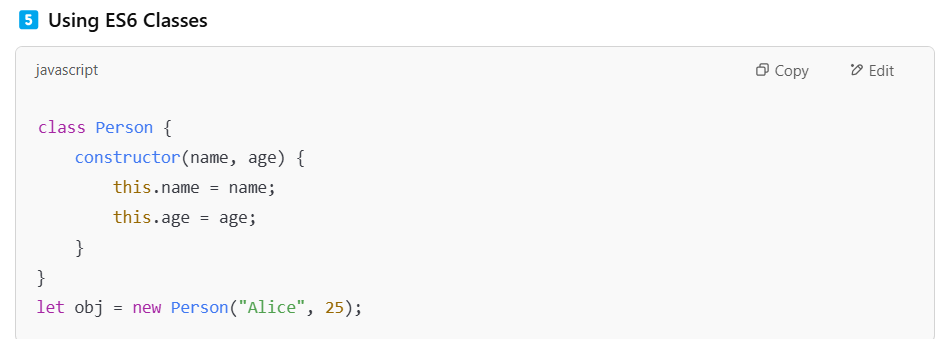 5 Using ES6 Classes
javascript
Copy
Edit
class Person {
    constructor(name, age) {
        this.name = name;
        this.age = age;
    }
}
let obj = new Person("Alice", 25);